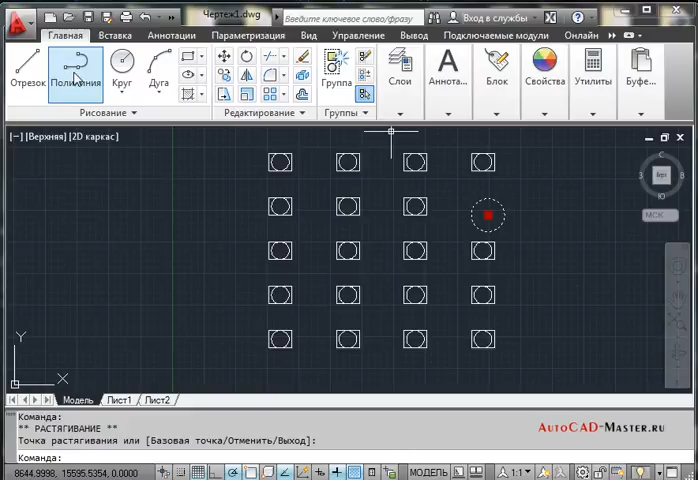 Чертеж1.dwg
Введите ключевое слово/фразу
Вход в службы
Главная
Вставка
Аннотации
Параметризация
Вид
Управление
Вывод
Подключаемые модули
Онлайн
Отрезок
Полилиния
Круг
Дуга
Группа
Слои
Аннота...
Блок
Свойства
Утилиты
Буфе...
Рисование
Редактирование
Группы
[−] [Верхняя] [2D каркас]
С
З
Верх
В
Ю
МСК
Y
X
Модель
Лист1
Лист2
Команда:
** РАСТЯГИВАНИЕ **
Точка растягивания или [Базовая точка/Отменить/Выход]:
AutoCAD-Master.ru
Команда:
8644.9998, 15595.5354, 0.0000
МОДЕЛЬ
1:1